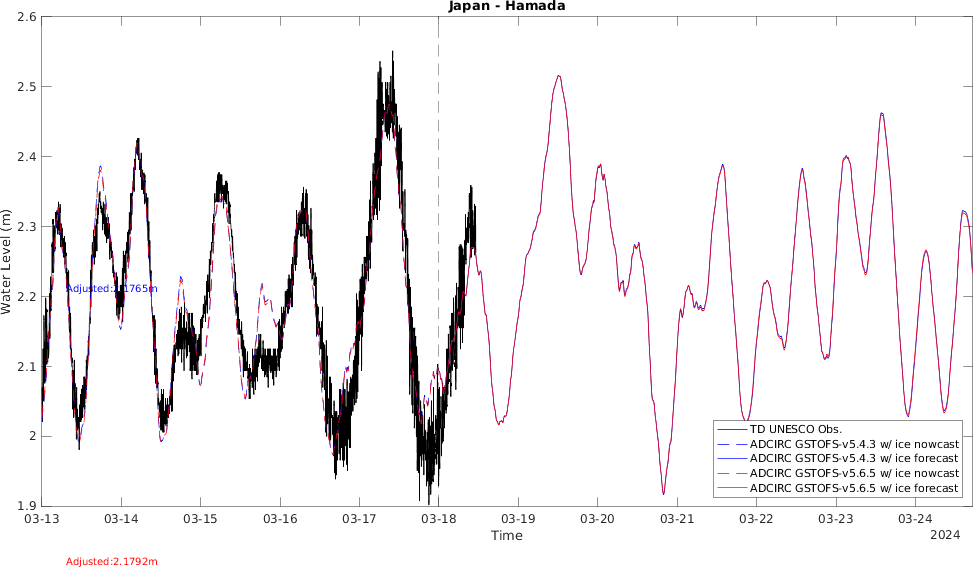 Japan - Hamada
2.6
2.5
2.4
2.3
2.2
2.1
2
1.9
Water Level (m)
Adjusted:2.1765m
TD UNESCO Obs.
ADCIRC GSTOFS-v5.4.3 w/ ice nowcast
ADCIRC GSTOFS-v5.4.3 w/ ice forecast
ADCIRC GSTOFS-v5.6.5 w/ ice nowcast
ADCIRC GSTOFS-v5.6.5 w/ ice forecast
03-13 03-14 03-15 03-16 03-17 03-18 03-19 03-20 03-21 03-22 03-23 03-24
Time
2024
Adjusted:2.1792m